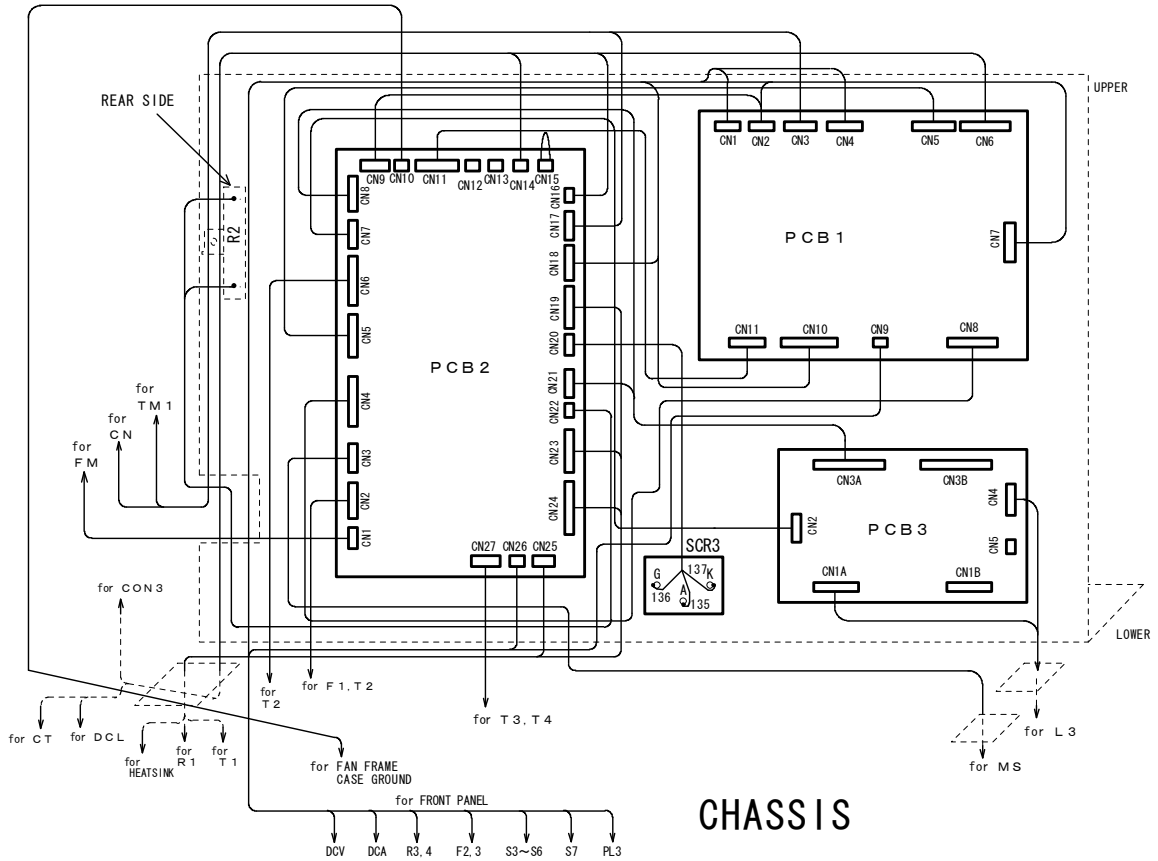 REAR SIDE
UPPER
CN1
CN2
CN3
CN4
CN5
CN6
PCB1
CN7
CN11
CN10
CN9
CN8
R2
CN9
CN10
CN11
CN12
CN13
CN14
CN15
CN8
CN7
CN6
CN5
CN4
CN3
CN2
CN1
PCB2
CN16
CN17
CN18
CN19
CN20
CN21
CN22
CN23
CN24
CN27
CN26
CN25
for
TM1
for
CN
for
FM
CN3A
CN3B
CN4
CN2
PCB3
CN5
CN1A
CN1B
SCR3
G
137
K
136
A
135
LOWER
for CON3
for CT
for DCL
for
HEATSINK
for
R1
for
T1
for
T2
for F1,T2
for T3,T4
for L3
for MS
for FAN FRAME
CASE GROUND
for FRONT PANEL
DCV
DCA
R3,4
F2,3
S3～S6
S7
PL3
CHASSIS